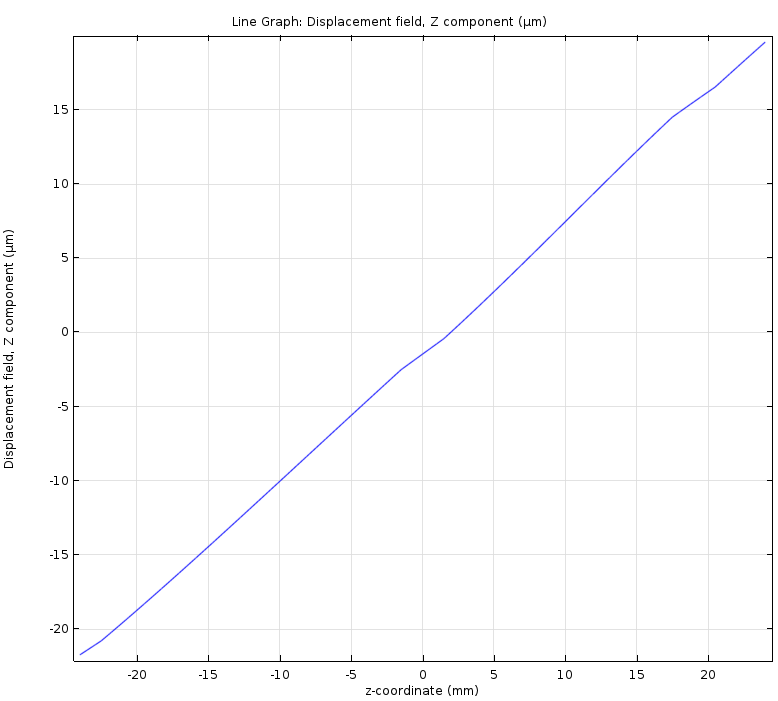 Line Graph: Displacement field, Z component (µm)
Displacement field, Z component (µm)
15
10
5
0
-5
-10
-15
-20
-20 -15 -10 -5 0 5 10 15 20
z-coordinate (mm)